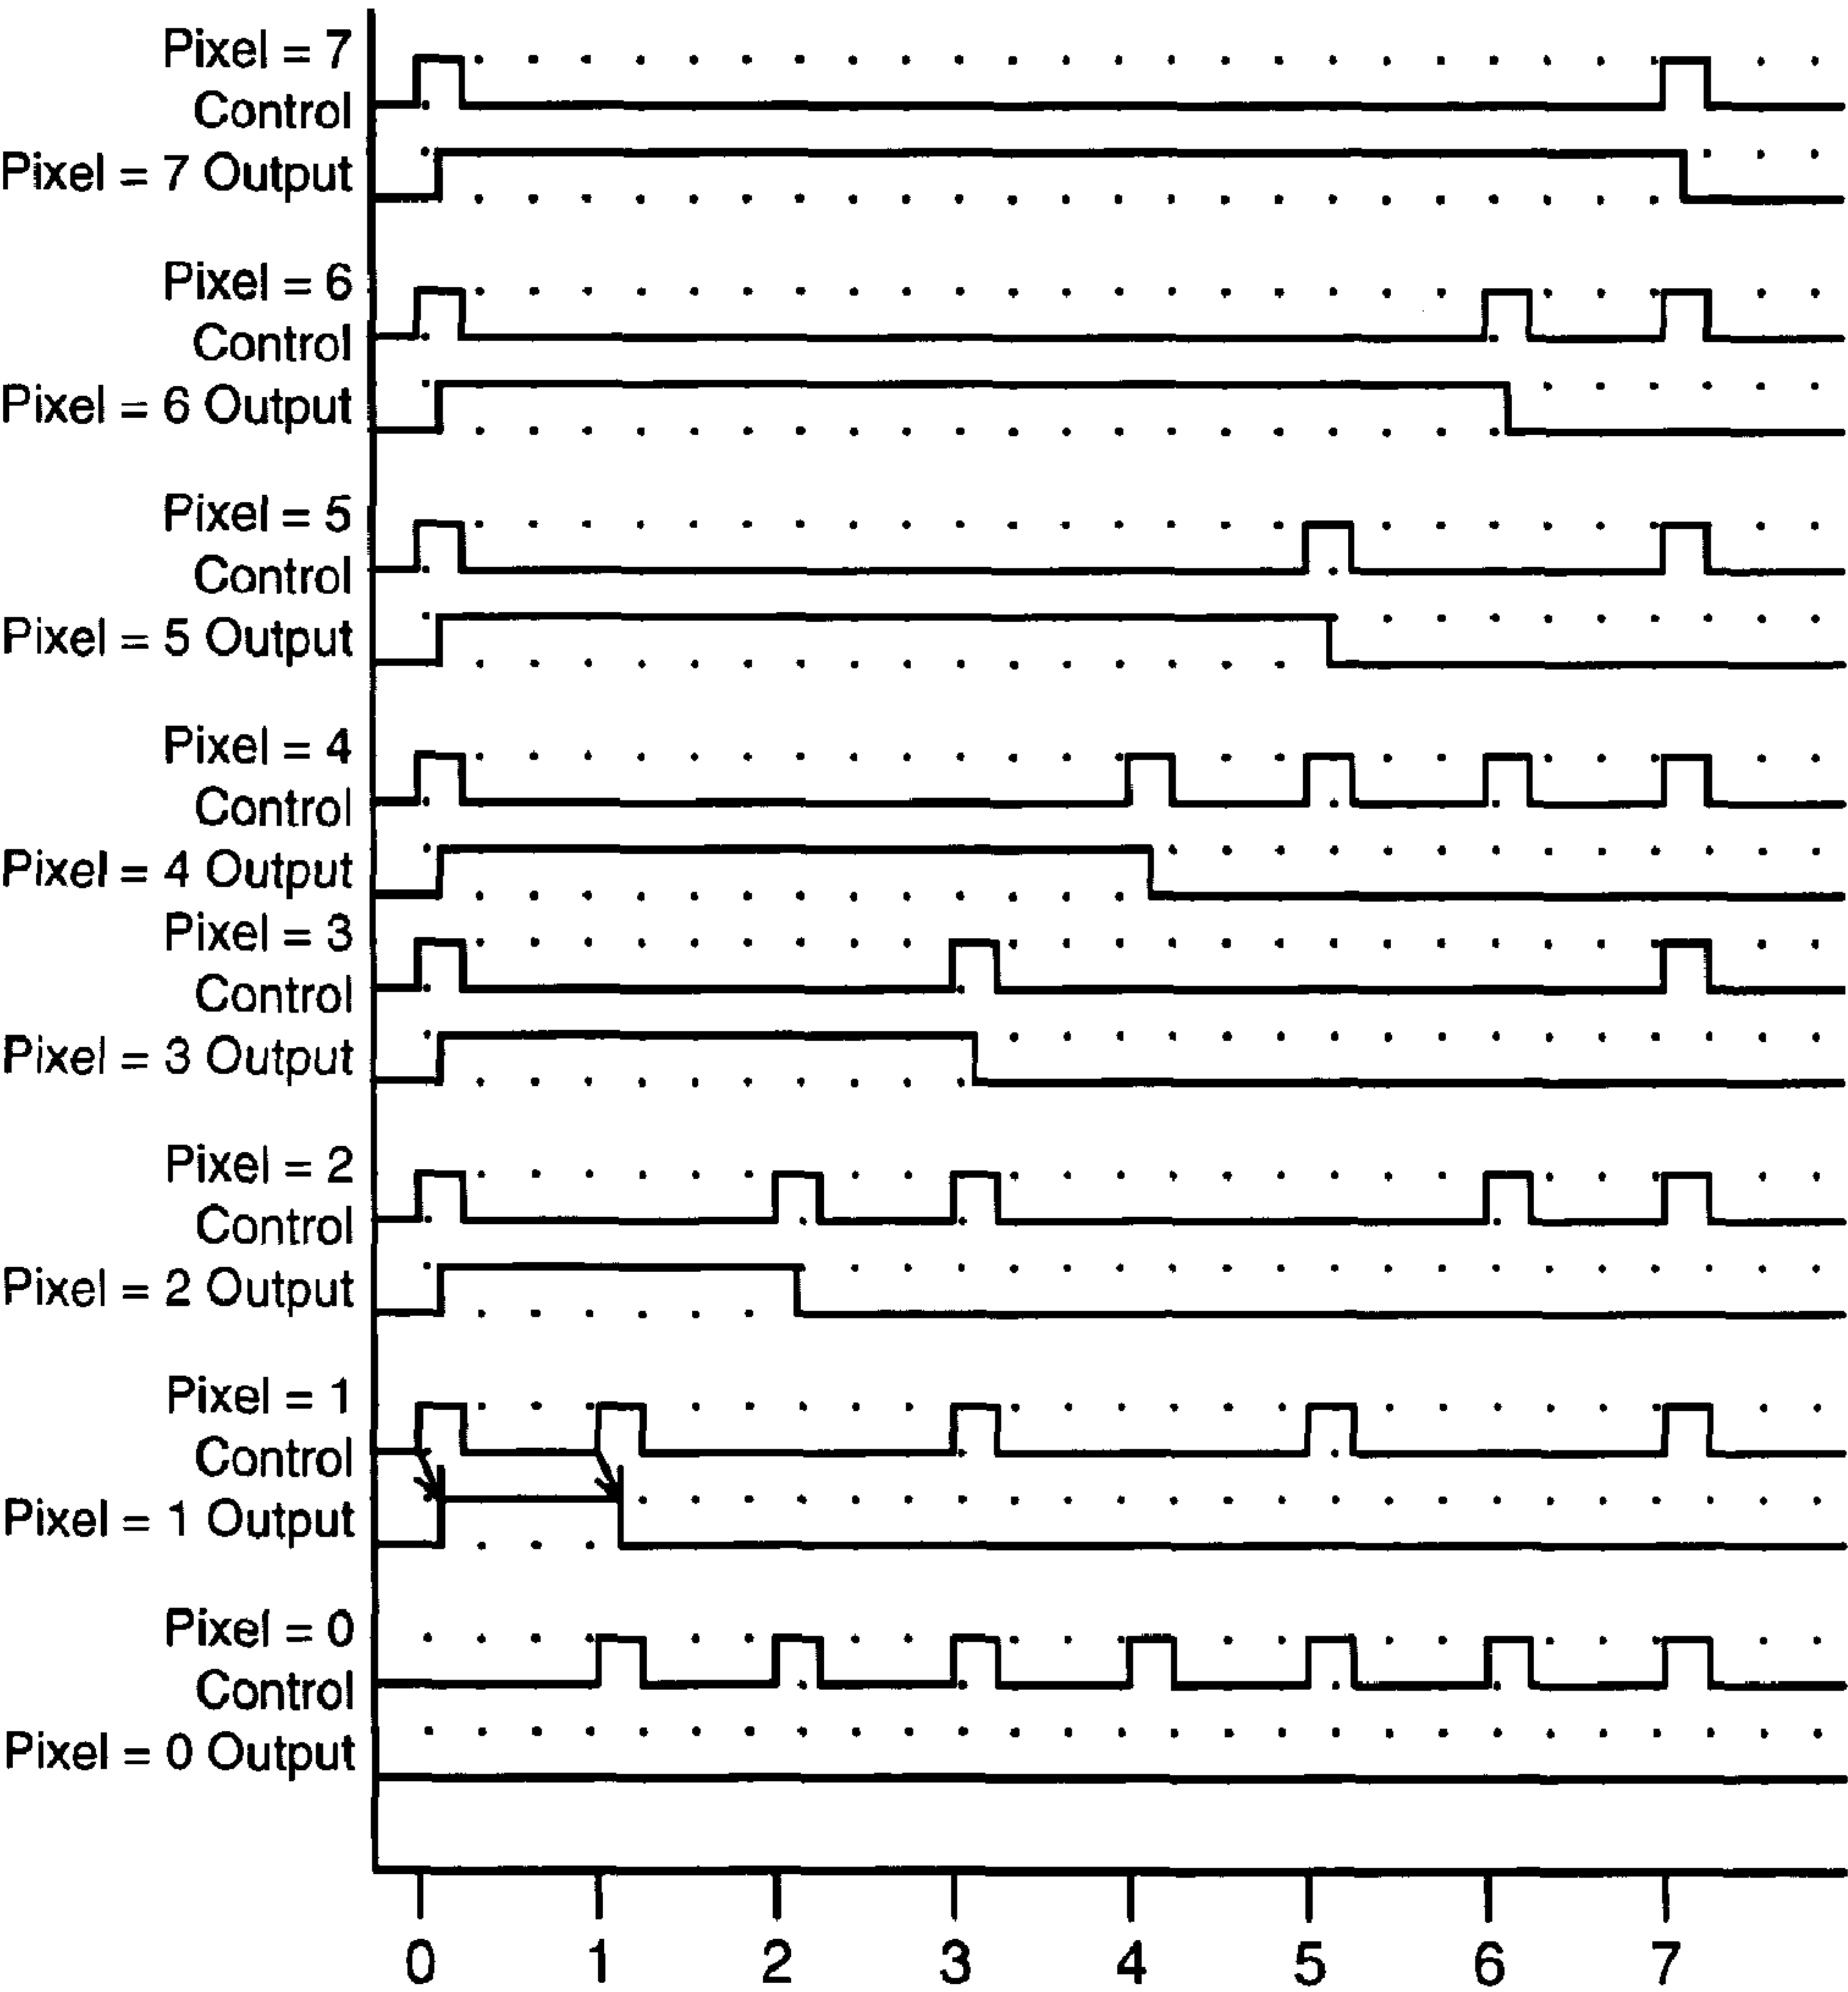 Pixel = 7
Control
Pixel = 7 Output
Pixel = 6
Control
Pixel = 6 Output
Pixel = 5
Control
Pixel = 5 Output
Pixel = 4
Control
Pixel = 4 Output
Pixel = 3
Control
Pixel = 3 Output
Pixel = 2
Control
Pixel = 2 Output
Pixel = 1
Control
Pixel = 1 Output
Pixel = 0
Control
Pixel = 0 Output
0 1 2 3 4 5 6 7